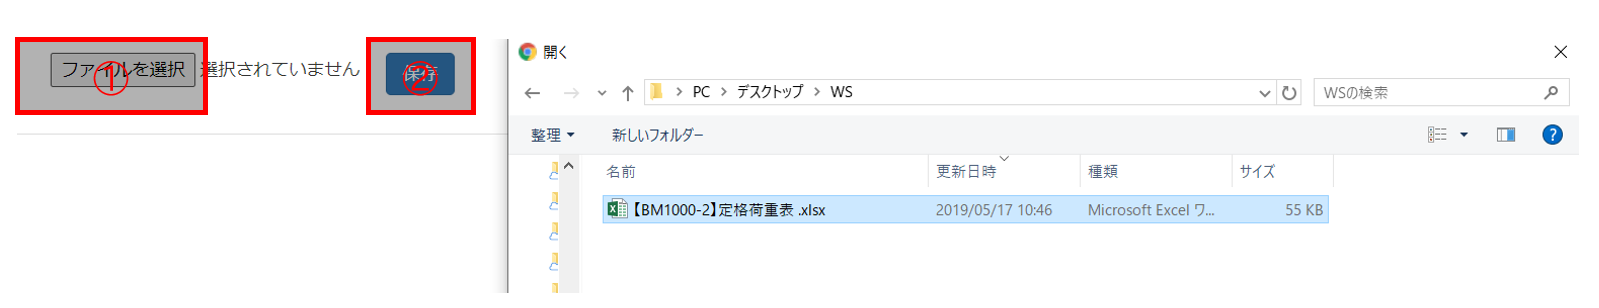 ファイルを選択 選択されていません
①
保存
②
開く
PC > デスクトップ > WS
WSの検索
整理 新しいフォルダー
?
名前 更新日時 種類 サイズ
【BM1000-2】定格荷重表 .xlsx 2019/05/17 10:46 Microsoft Excel ワ... 55 KB